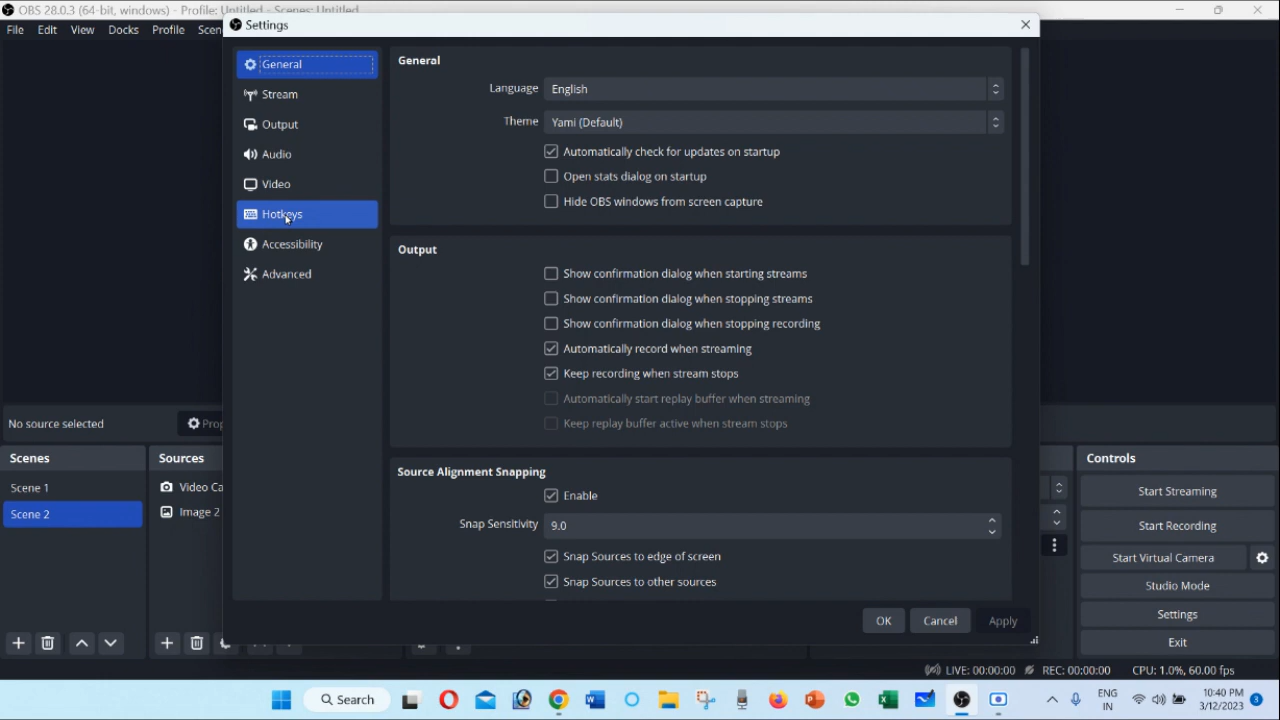 OBS 28.0.3 (64-bit, windows) - Profile: Untitled - Scenes: Untitled
File Edit View Docks Profile Scen
Settings
General
Stream
Output
Audio
Video
Hotkeys
Accessibility
Advanced
General
Language English
Theme Yami (Default)
Automatically check for updates on startup
Open stats dialog on startup
Hide OBS windows from screen capture
Output
Show confirmation dialog when starting streams
Show confirmation dialog when stopping streams
Show confirmation dialog when stopping recording
Automatically record when streaming
Keep recording when stream stops
Automatically start replay buffer when streaming
Keep replay buffer active when stream stops
Source Alignment Snapping
Enable
Snap Sensitivity 9.0
Snap Sources to edge of screen
Snap Sources to other sources
OK Cancel Apply
No source selected
Prop
Scenes
Scene 1
Scene 2
Sources
Video Ca
Image 2
Controls
Start Streaming
Start Recording
Start Virtual Camera
Studio Mode
Settings
Exit
LIVE: 00:00:00 REC: 00:00:00 CPU: 1.0%, 60.00 fps
Search
ENG
IN
10:40 PM
3/12/2023
3